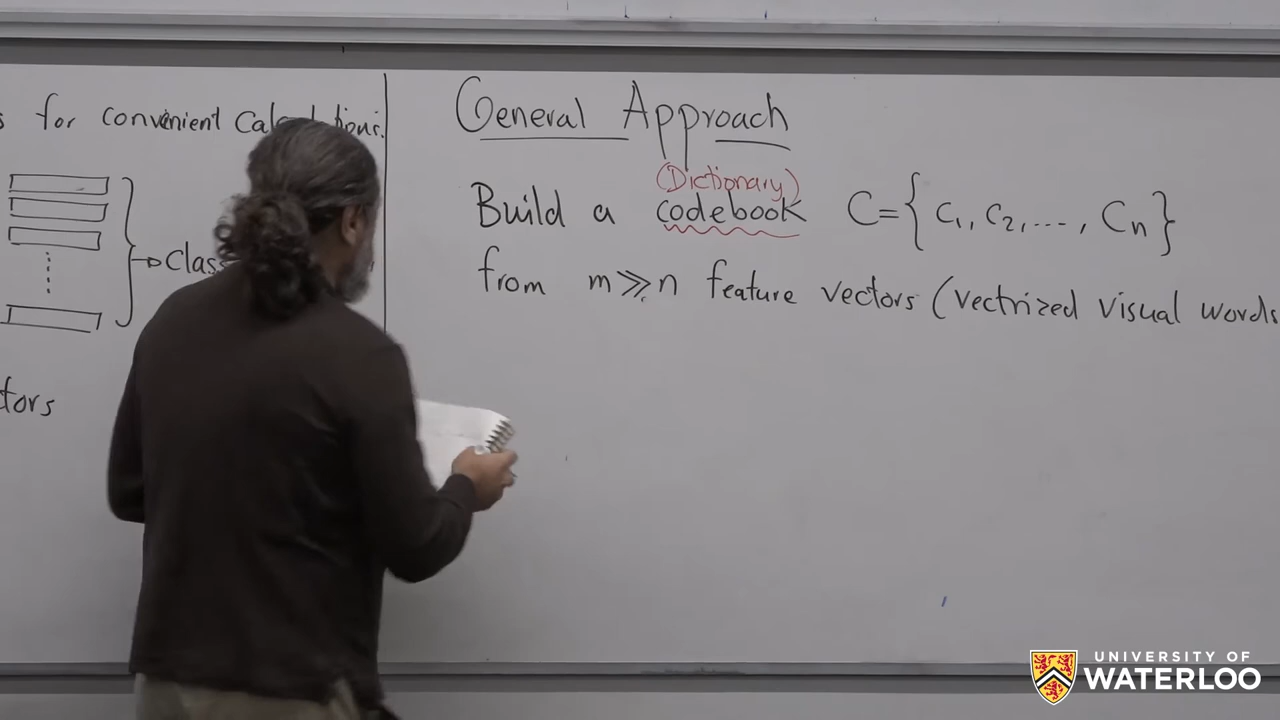 s for convenient
Class
tors
General Approach
(Dictionary)
Build a codebook C={C1, C2, ..., Cn}
from m≫n feature vectors (vectrized visual words
UNIVERSITY OF
WATERLOO